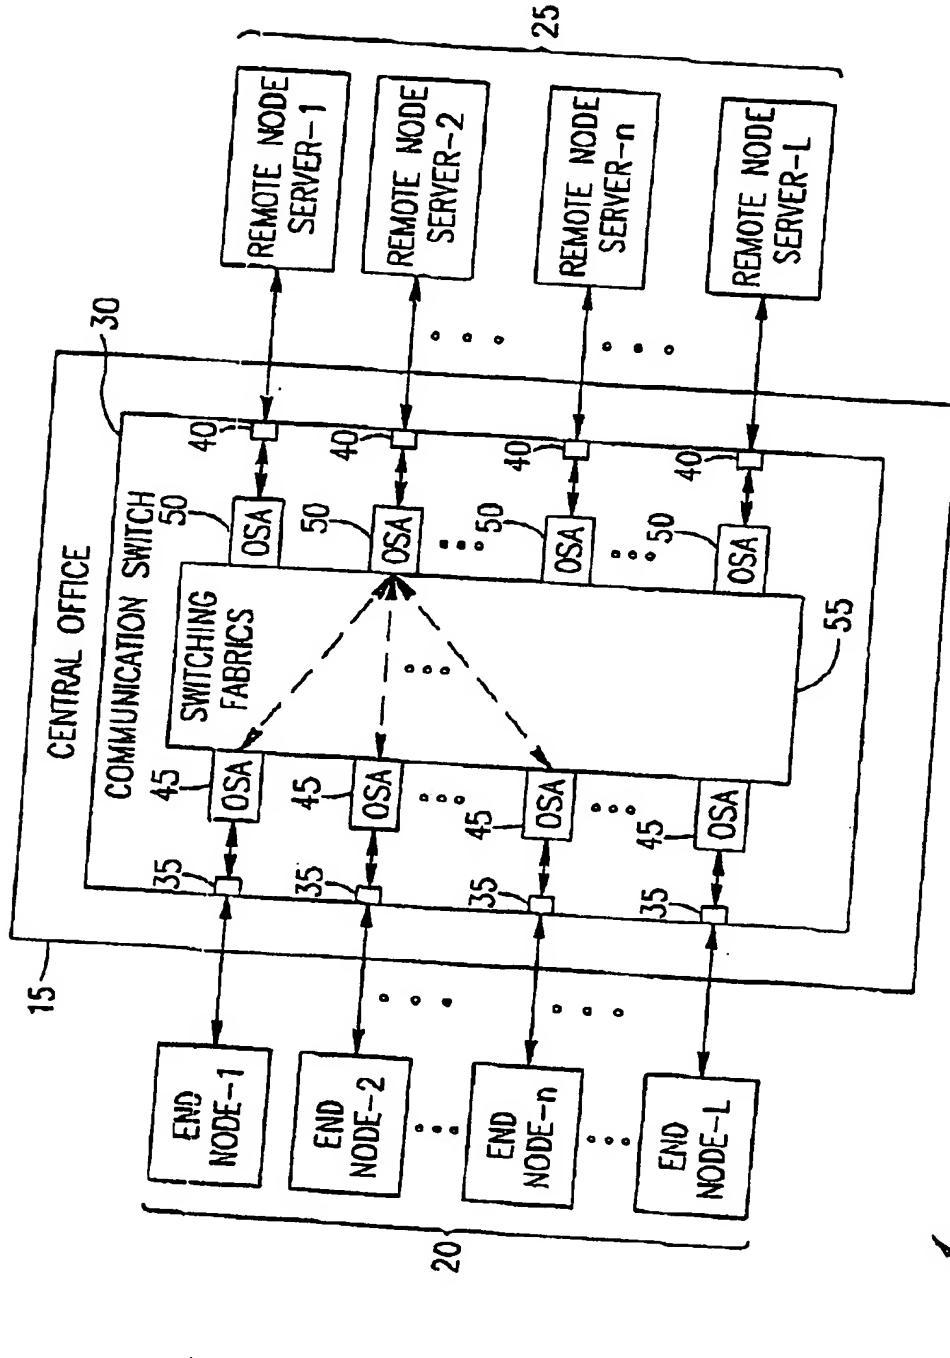 CENTRAL OFFICE
COMMUNICATION SWITCH
30
15
SWITCHING
FABRICS
55
END
NODE-1
35
45
OSA
OSA
50
40
REMOTE NODE
SERVER-1
END
NODE-2
35
45
OSA
OSA
50
40
REMOTE NODE
SERVER-2
END
NODE-n
35
45
OSA
OSA
50
40
REMOTE NODE
SERVER-n
END
NODE-L
35
45
OSA
OSA
50
40
REMOTE NODE
SERVER-L
20
25